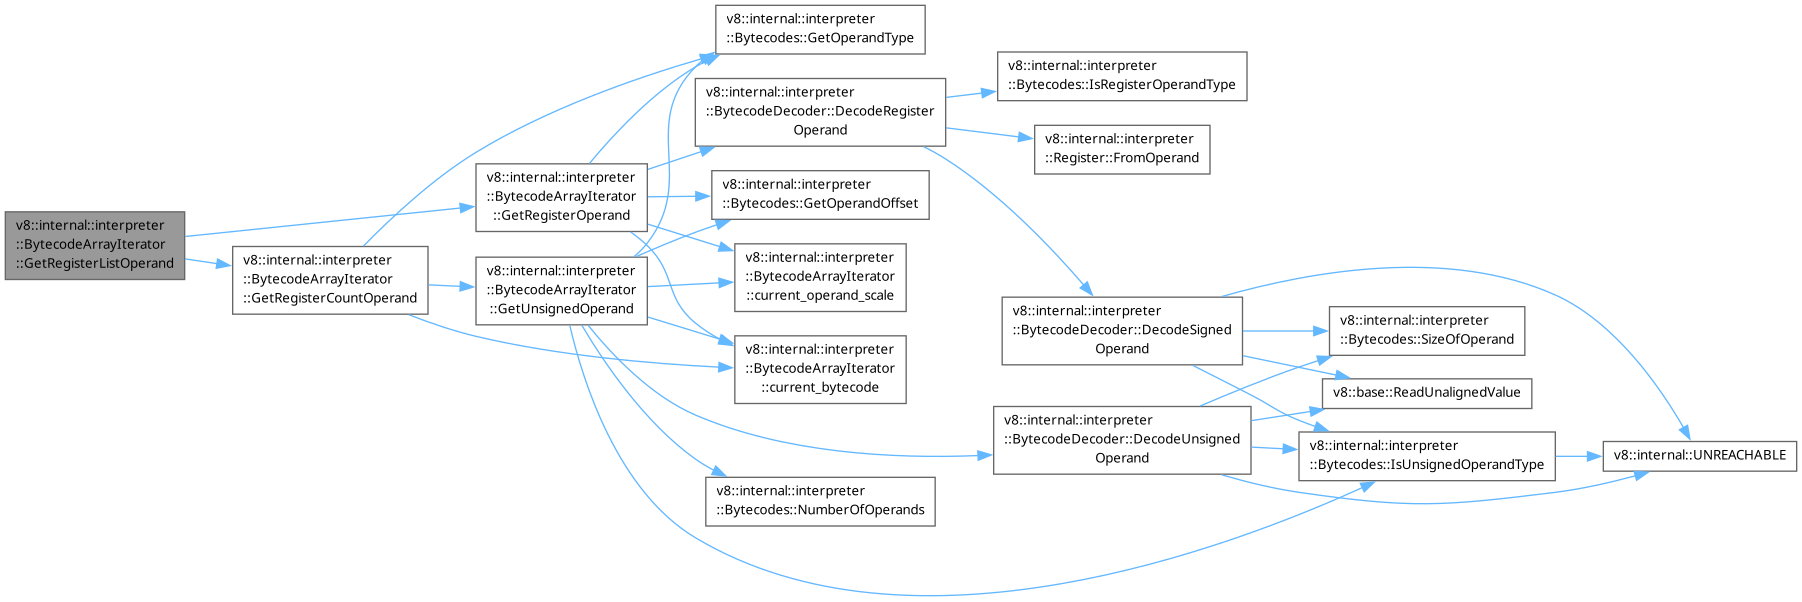 v8::internal::interpreter
::BytecodeArrayIterator
::GetRegisterListOperand
v8::internal::interpreter
::BytecodeArrayIterator
::GetRegisterCountOperand
v8::internal::interpreter
::BytecodeArrayIterator
::GetRegisterOperand
v8::internal::interpreter
::BytecodeArrayIterator
::GetUnsignedOperand
v8::internal::interpreter
::Bytecodes::GetOperandType
v8::internal::interpreter
::BytecodeDecoder::DecodeRegister
Operand
v8::internal::interpreter
::Bytecodes::GetOperandOffset
v8::internal::interpreter
::BytecodeArrayIterator
::current_operand_scale
v8::internal::interpreter
::BytecodeArrayIterator
::current_bytecode
v8::internal::interpreter
::Bytecodes::NumberOfOperands
v8::internal::interpreter
::Bytecodes::IsRegisterOperandType
v8::internal::interpreter
::Register::FromOperand
v8::internal::interpreter
::BytecodeDecoder::DecodeSigned
Operand
v8::internal::interpreter
::BytecodeDecoder::DecodeUnsigned
Operand
v8::internal::interpreter
::Bytecodes::SizeOfOperand
v8::base::ReadUnalignedValue
v8::internal::interpreter
::Bytecodes::IsUnsignedOperandType
v8::internal::UNREACHABLE